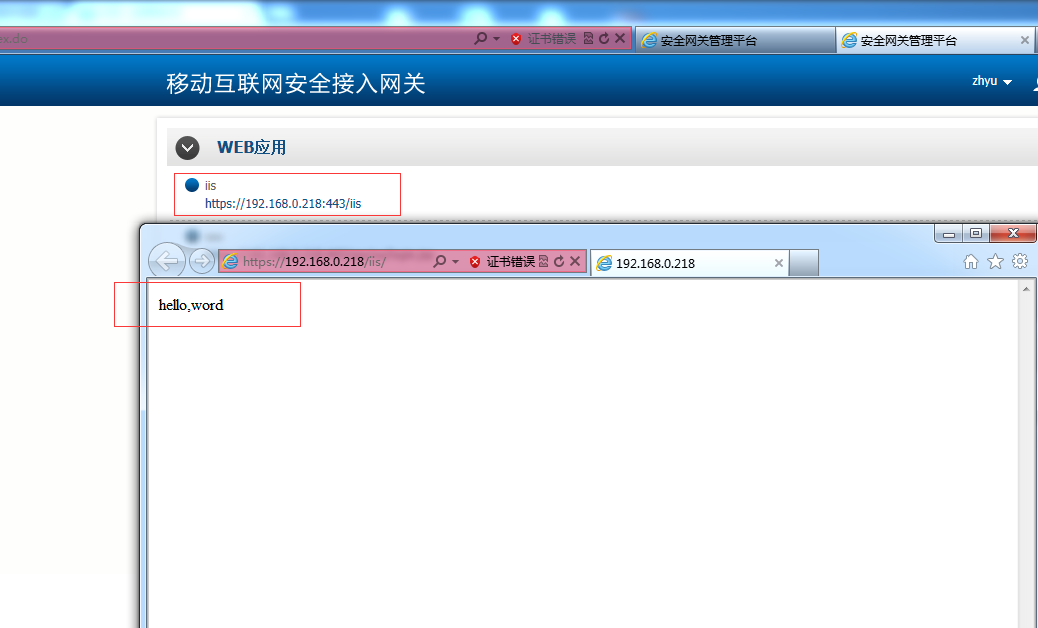 ex.do 证书错误 安全网关管理平台 安全网关管理平台
移动互联网安全接入网关 zhyu
WEB应用
iis
https://192.168.0.218:443/iis
https://192.168.0.218/iis/ 证书错误 192.168.0.218
hello,word